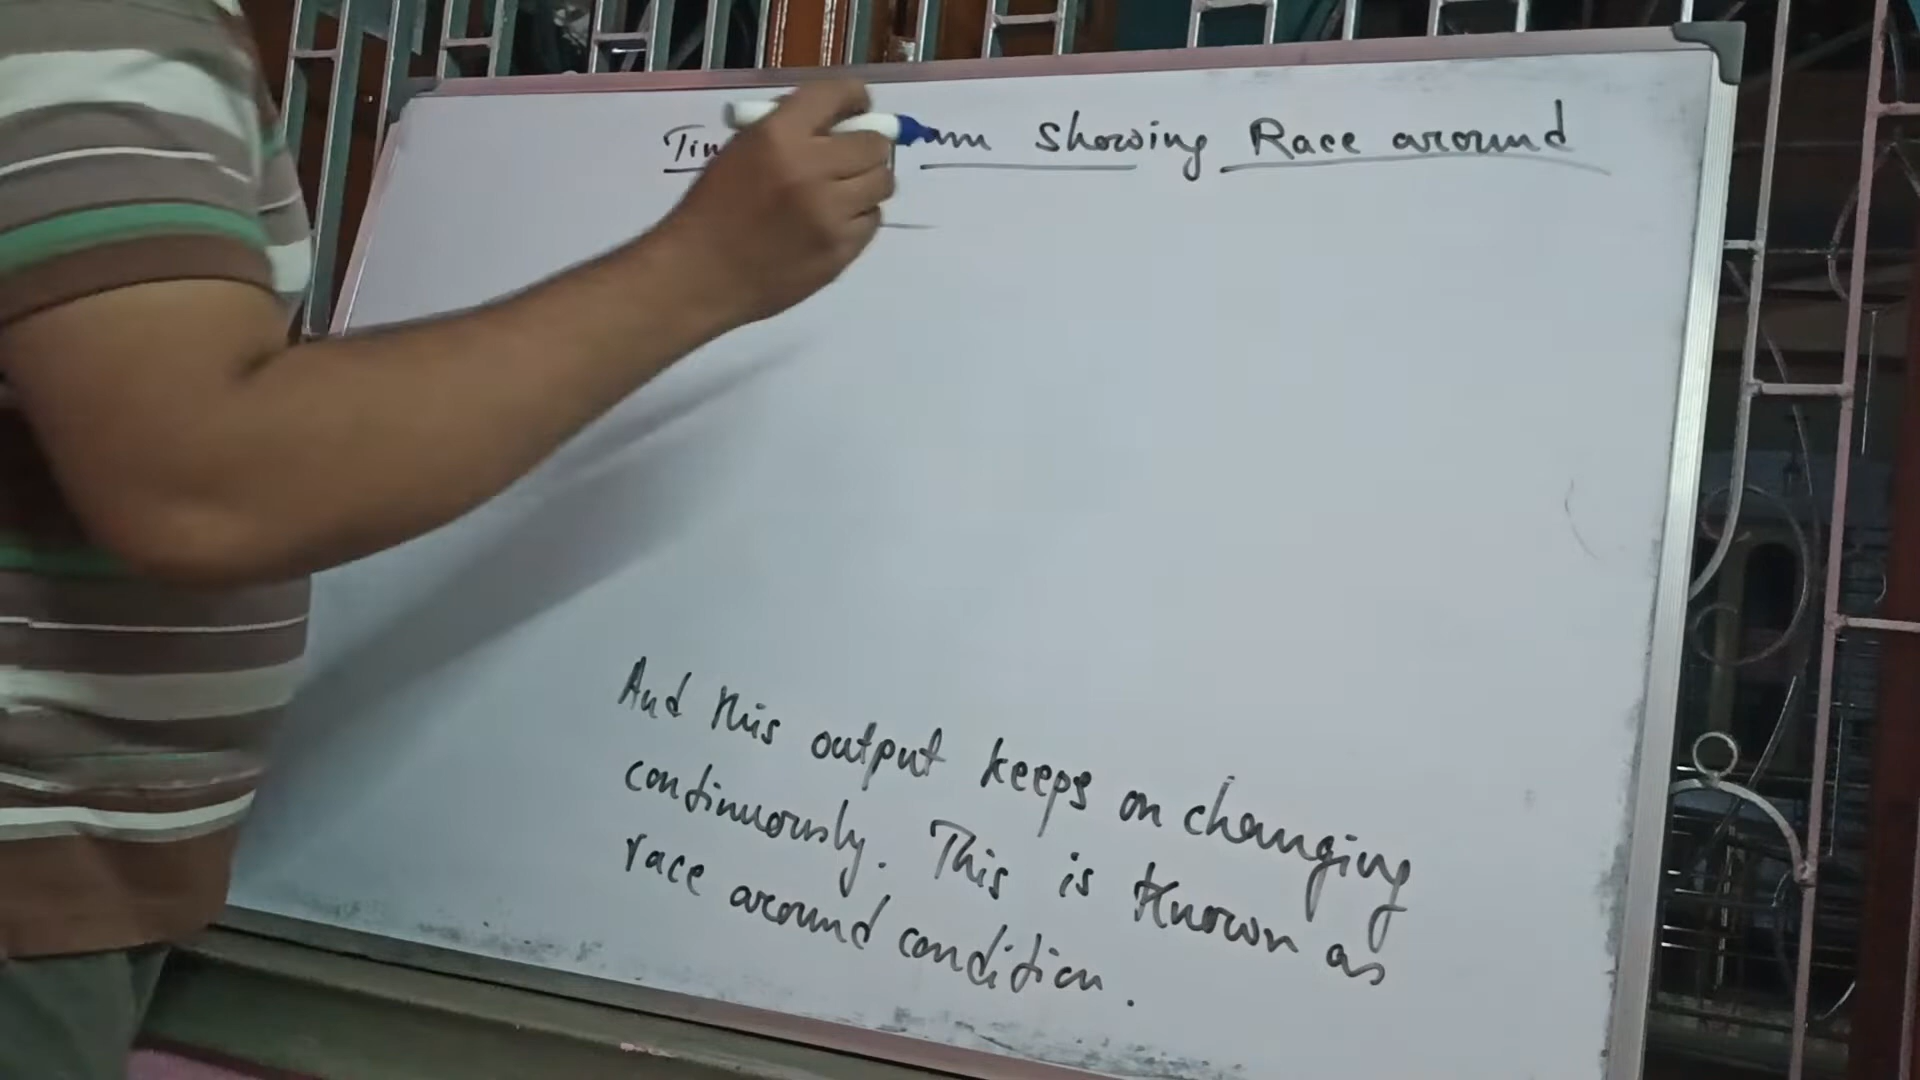 Showing Race around
And this output keeps on changing
continuously. This is known as
race around condition.